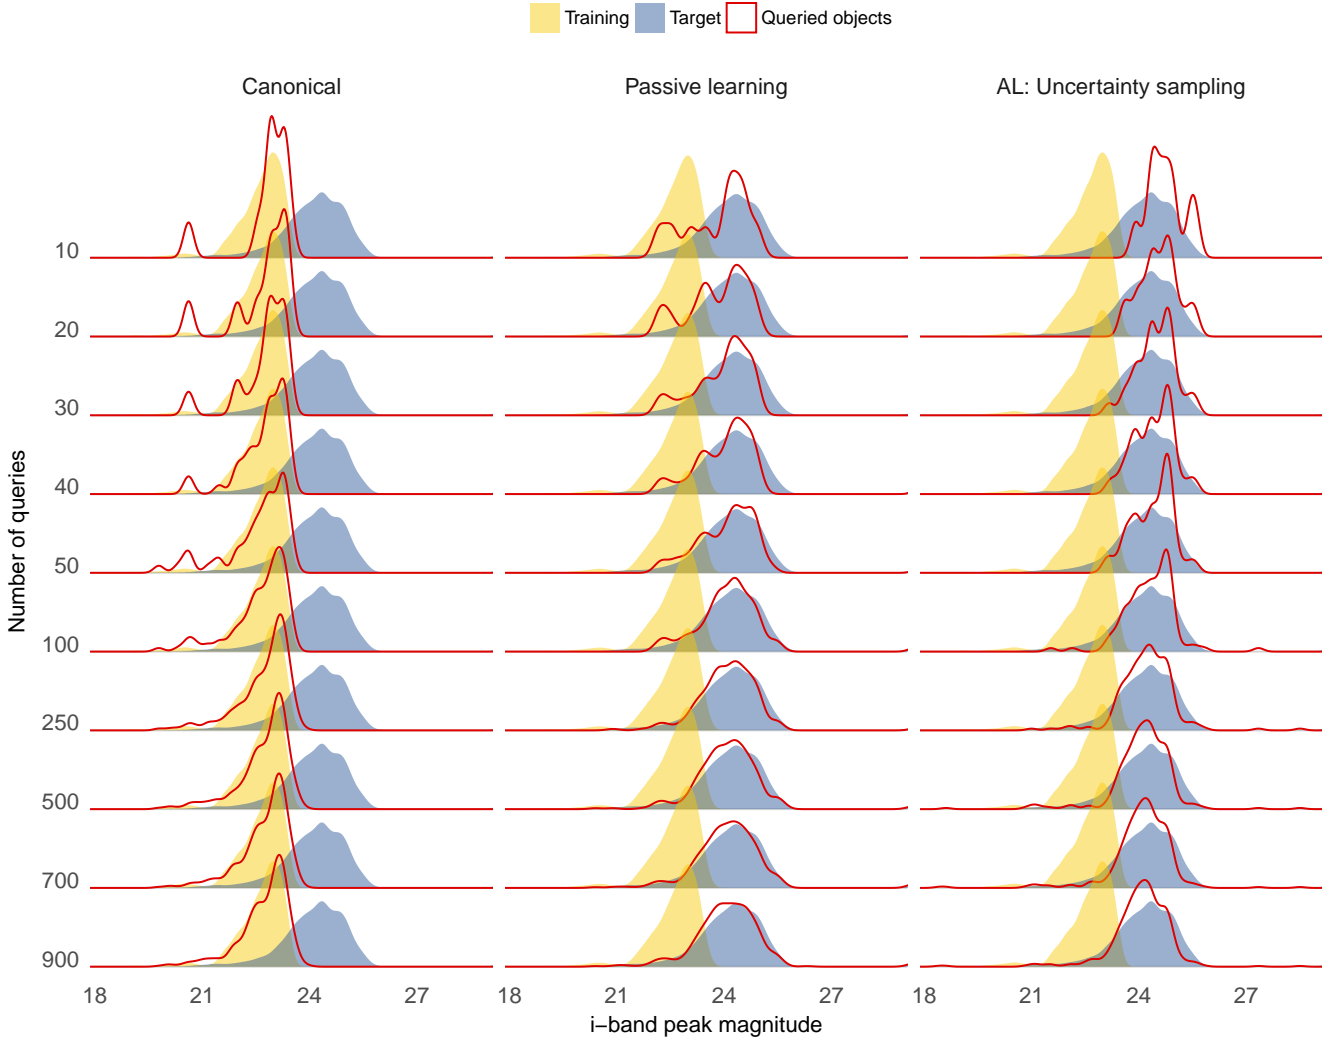 Training Target Queried objects
Canonical Passive learning AL: Uncertainty sampling
Number of queries
10
20
30
40
50
100
250
500
700
900
18 21 24 27 18 21 24 27 18 21 24 27
i−band peak magnitude